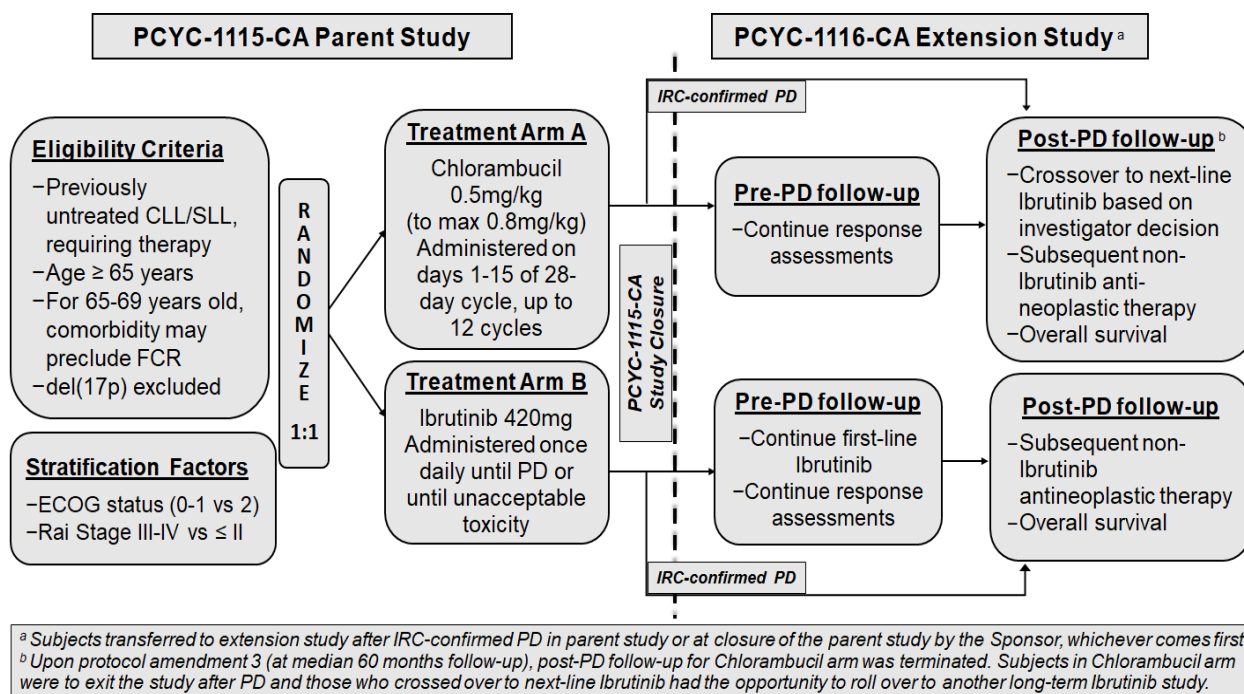 PCYC-1115-CA Parent Study
PCYC-1116-CA Extension Study a
Eligibility Criteria
−Previously
untreated CLL/SLL,
requiring therapy
−Age ≥ 65 years
−For 65-69 years old,
comorbidity may
preclude FCR
−del(17p) excluded
Stratification Factors
−ECOG status (0-1 vs 2)
−Rai Stage III-IV vs ≤ II
RANDOMIZE
1:1
Treatment Arm A
Chlorambucil
0.5mg/kg
(to max 0.8mg/kg)
Administered on
days 1-15 of 28-
day cycle, up to
12 cycles
Treatment Arm B
Ibrutinib 420mg
Administered once
daily until PD or
until unacceptable
toxicity
PCYC-1115-CA
Study Closure
IRC-confirmed PD
Pre-PD follow-up
−Continue response
assessments
Post-PD follow-up b
−Crossover to next-line
Ibrutinib based on
investigator decision
−Subsequent non-
Ibrutinib anti-
neoplastic therapy
−Overall survival
Pre-PD follow-up
−Continue first-line
Ibrutinib
−Continue response
assessments
Post-PD follow-up
−Subsequent non-
Ibrutinib
antineoplastic therapy
−Overall survival
IRC-confirmed PD
a Subjects transferred to extension study after IRC-confirmed PD in parent study or at closure of the parent study by the Sponsor, whichever comes first.
b Upon protocol amendment 3 (at median 60 months follow-up), post-PD follow-up for Chlorambucil arm was terminated. Subjects in Chlorambucil arm
were to exit the study after PD and those who crossed over to next-line Ibrutinib had the opportunity to roll over to another long-term Ibrutinib study.